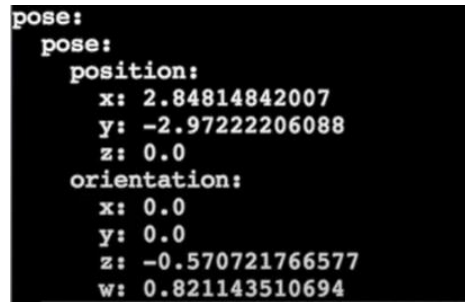 pose:
  pose:
    position:
      x: 2.84814842007
      y: -2.97222206088
      z: 0.0
    orientation:
      x: 0.0
      y: 0.0
      z: -0.570721766577
      w: 0.821143510694